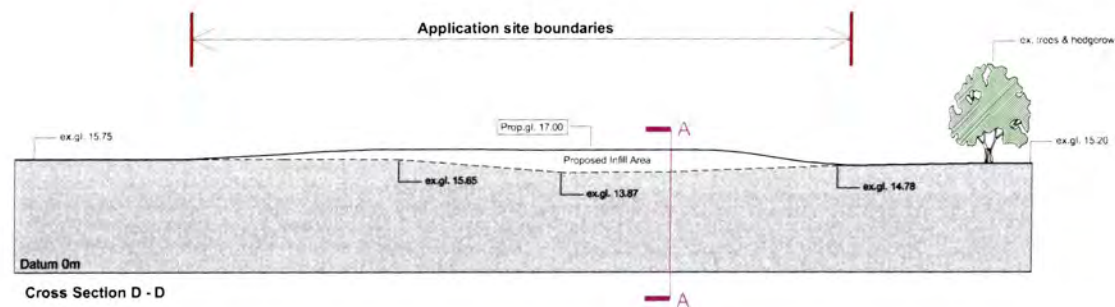 Application site boundaries
ex. trees & hedgerow
ex.gl. 15.75
Prop.gl. 17.00
A
ex.gl. 15.20
Proposed Infill Area
ex.gl. 15.65
ex.gl. 13.87
ex.gl. 14.78
Datum 0m
A
Cross Section D - D